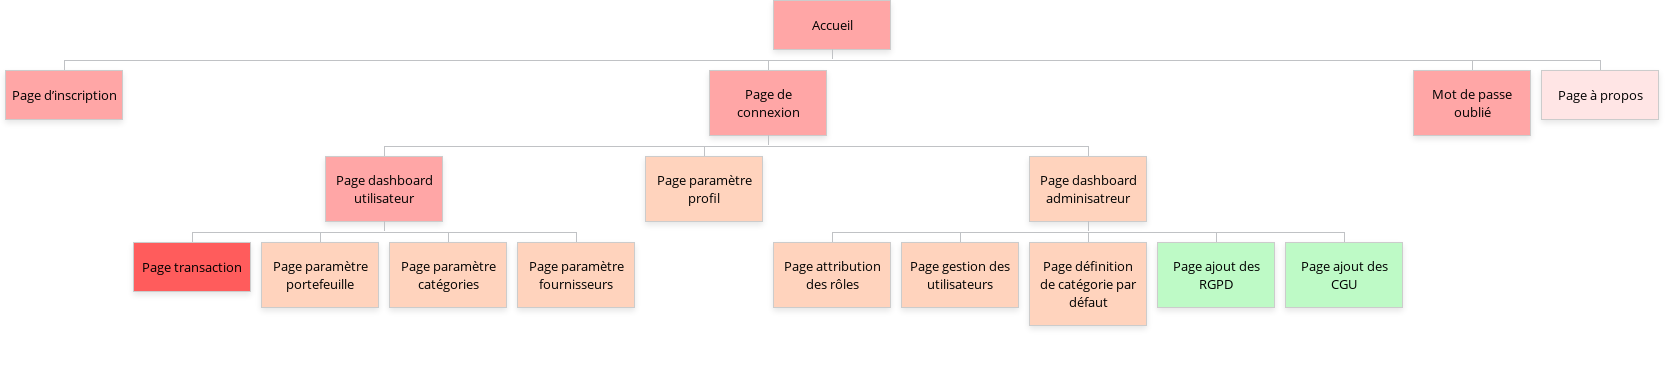 Accueil
Page d’inscription
Page de
connexion
Mot de passe
oublié
Page à propos
Page dashboard
utilisateur
Page paramètre
profil
Page dashboard
adminisatreur
Page transaction
Page paramètre
portefeuille
Page paramètre
catégories
Page paramètre
fournisseurs
Page attribution
des rôles
Page gestion des
utilisateurs
Page définition
de catégorie par
défaut
Page ajout des
RGPD
Page ajout des
CGU